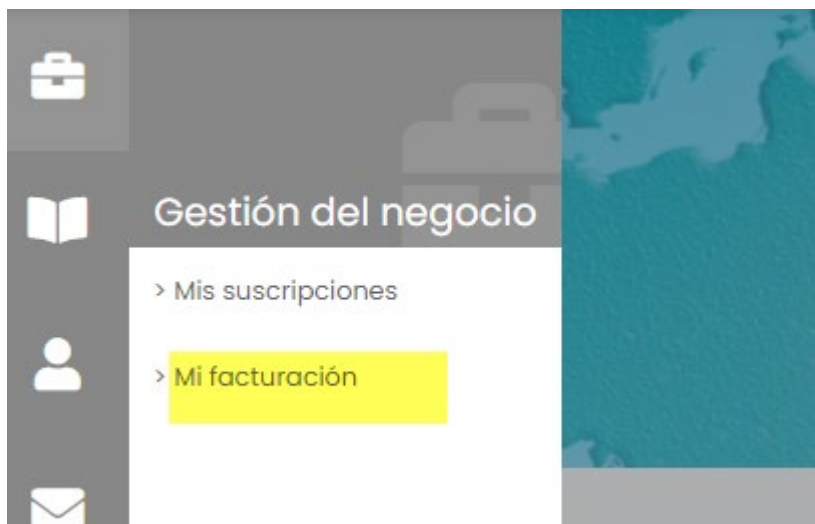 Gestión del negocio
> Mis suscripciones
> Mi facturación